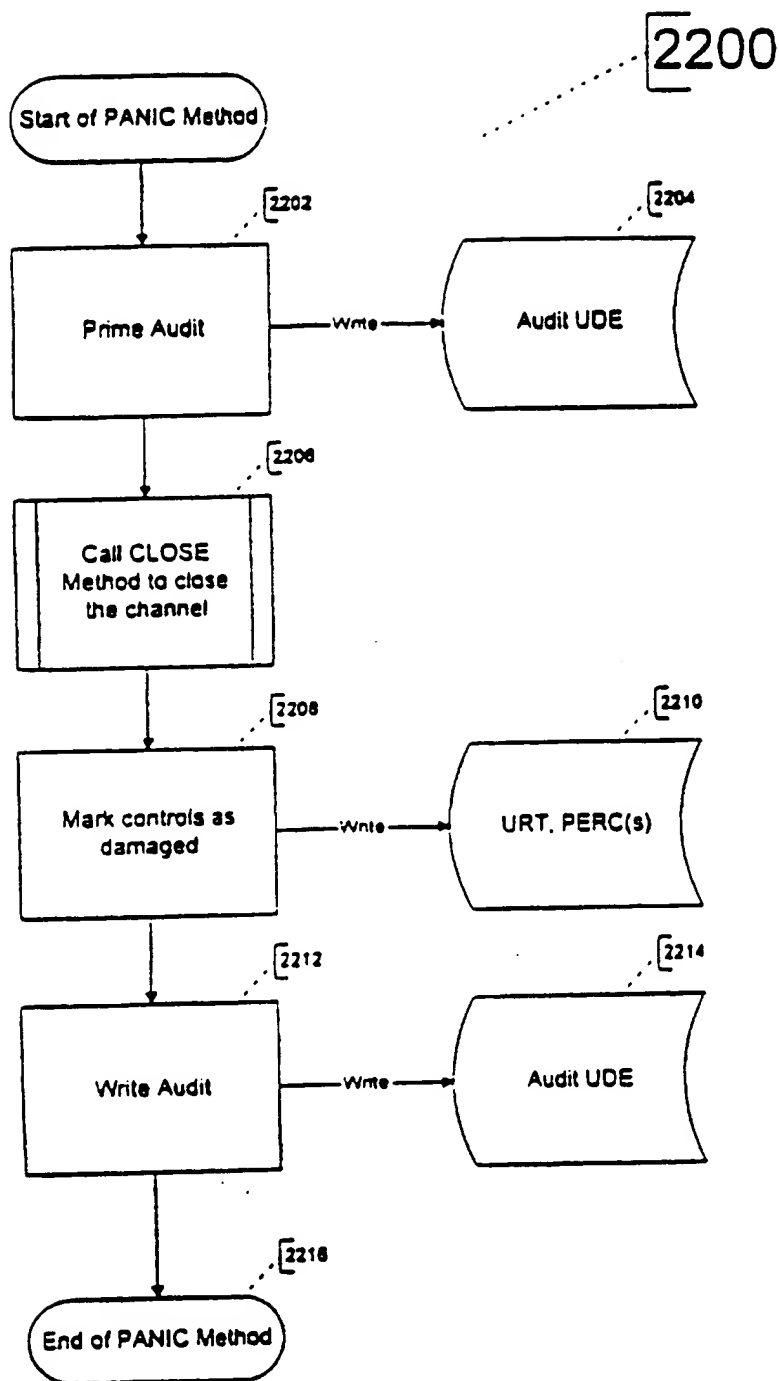 2200
Start of PANIC Method
2202
2204
Prime Audit
Write
Audit UDE
2206
Call CLOSE
Method to close
the channel
2208
2210
Mark controls as
damaged
Write
URT, PERC(s)
2212
2214
Write Audit
Write
Audit UDE
2216
End of PANIC Method